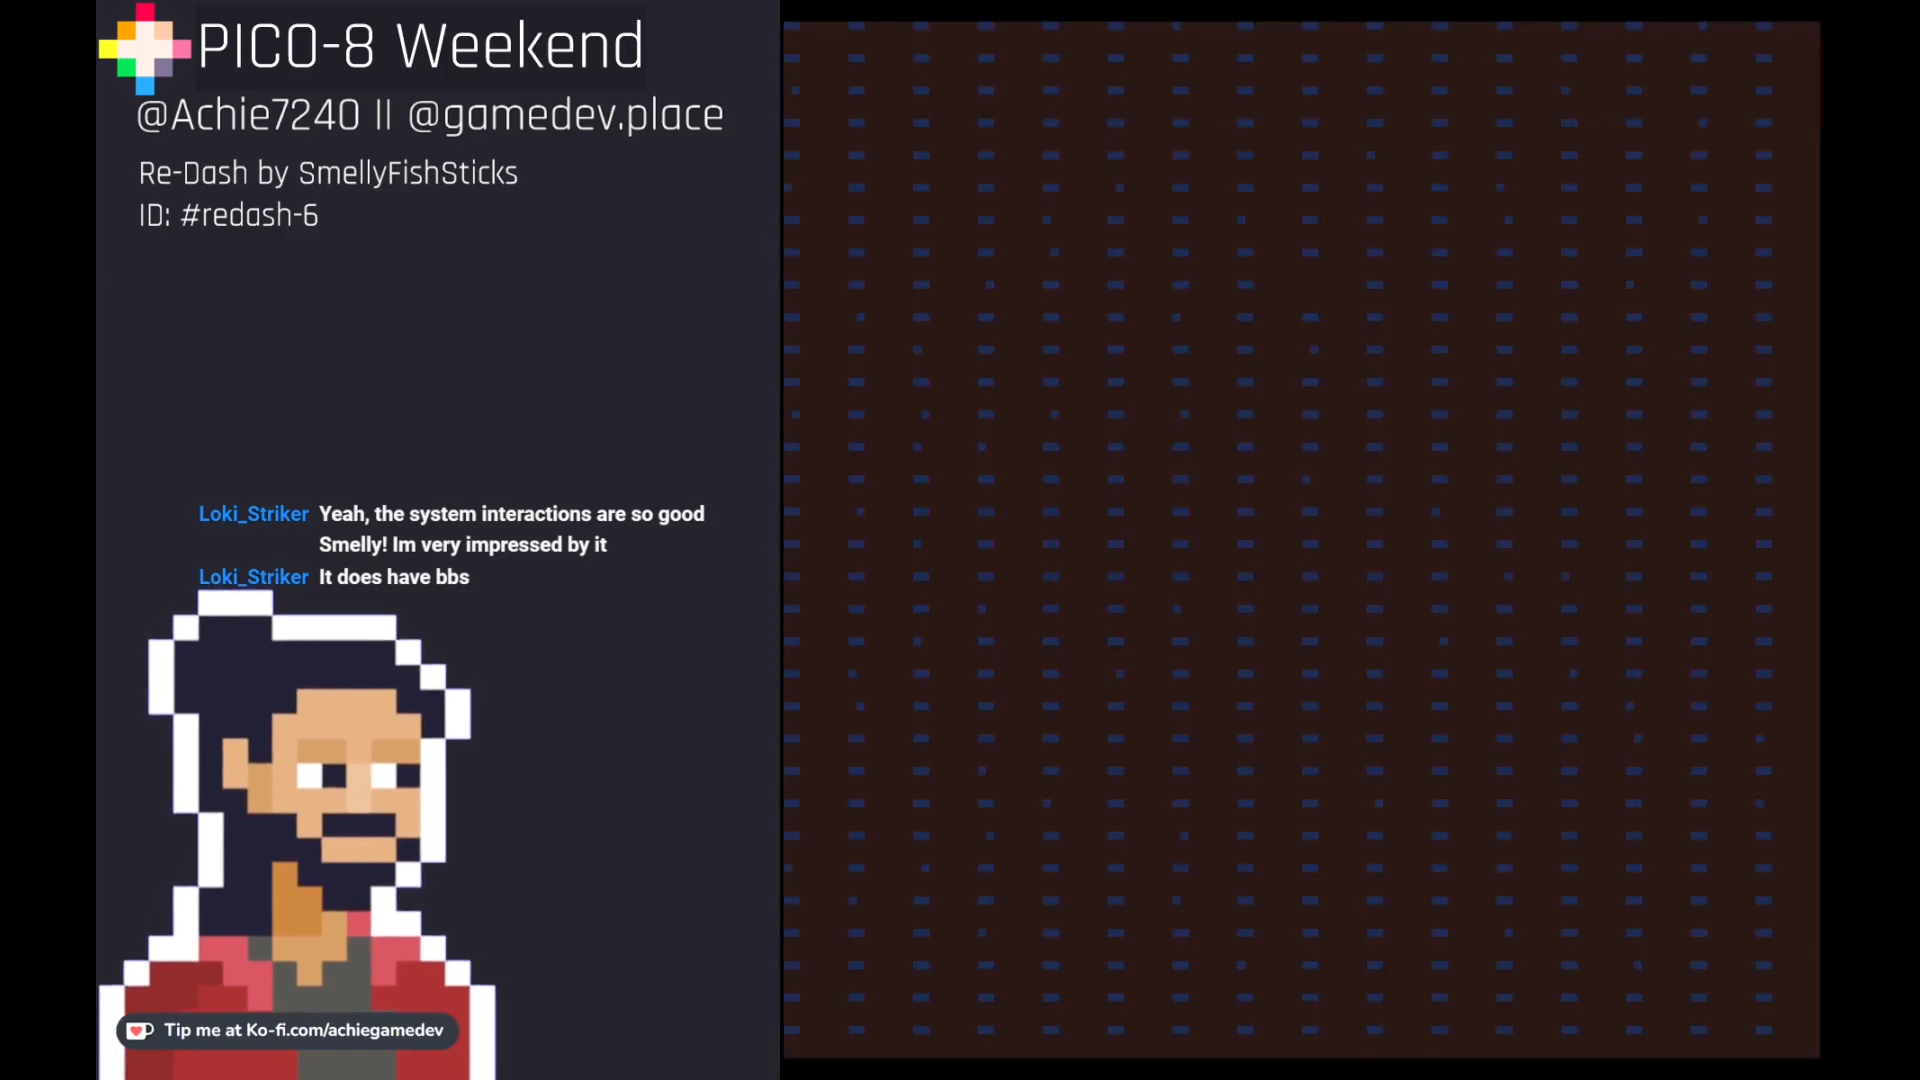 PICO-8 Weekend
@Achie7240 || @gamedev.place
Re-Dash by SmellyFishSticks
ID: #redash-6
Loki_Striker Yeah, the system interactions are so good
Smelly! Im very impressed by it
Loki_Striker It does have bbs
Tip me at Ko-fi.com/achiegamedev